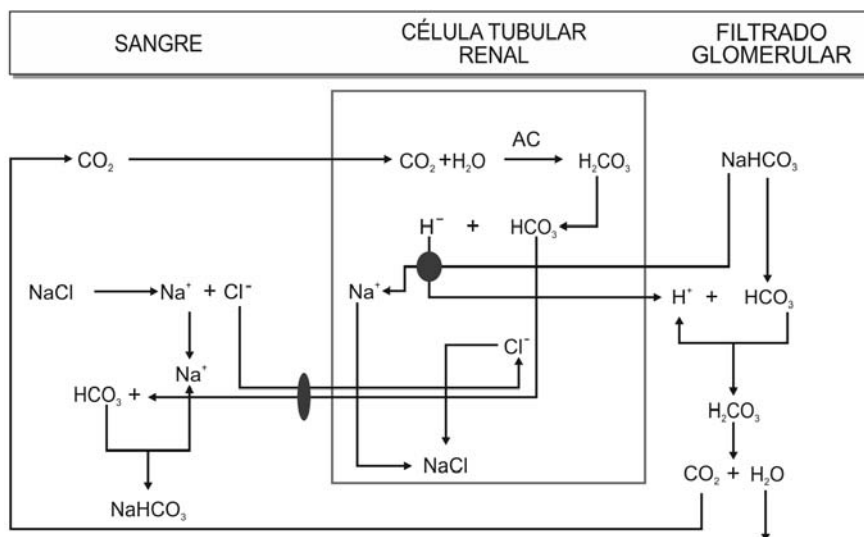 SANGRE
CÉLULA TUBULAR
RENAL
FILTRADO
GLOMERULAR
CO₂
CO₂+H₂O
AC
H₂CO₃
NaHCO₃
H⁻ + HCO₃
NaCl
Na⁺ + Cl⁻
Na⁺
H⁺ + HCO₃
Cl⁻
Na⁺
HCO₃ +
H₂CO₃
NaCl
CO₂ + H₂O
NaHCO₃